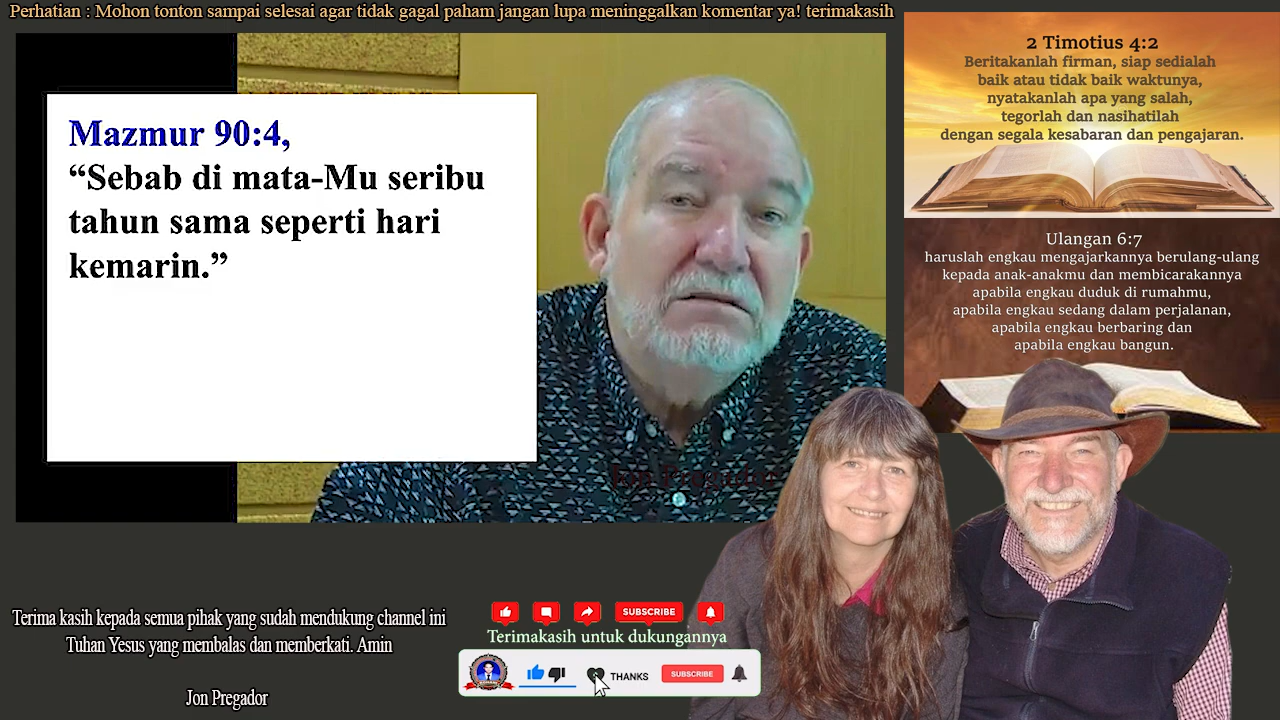 Perhatian : Mohon tonton sampai selesai agar tidak gagal paham jangan lupa meninggalkan komentar ya! terimakasih
Mazmur 90:4,
“Sebab di mata-Mu seribu
tahun sama seperti hari
kemarin.”
Jon Pregador
2 Timotius 4:2
Beritakanlah firman, siap sedialah
baik atau tidak baik waktunya,
nyatakanlah apa yang salah,
tegorlah dan nasihatilah
dengan segala kesabaran dan pengajaran.
Ulangan 6:7
haruslah engkau mengajarkannya berulang-ulang
kepada anak-anakmu dan membicarakannya
apabila engkau duduk di rumahmu,
apabila engkau sedang dalam perjalanan,
apabila engkau berbaring dan
apabila engkau bangun.
Terima kasih kepada semua pihak yang sudah mendukung channel ini
Tuhan Yesus yang membalas dan memberkati. Amin
Jon Pregador
SUBSCRIBE
Terimakasih untuk dukungannya
THANKS
SUBSCRIBE